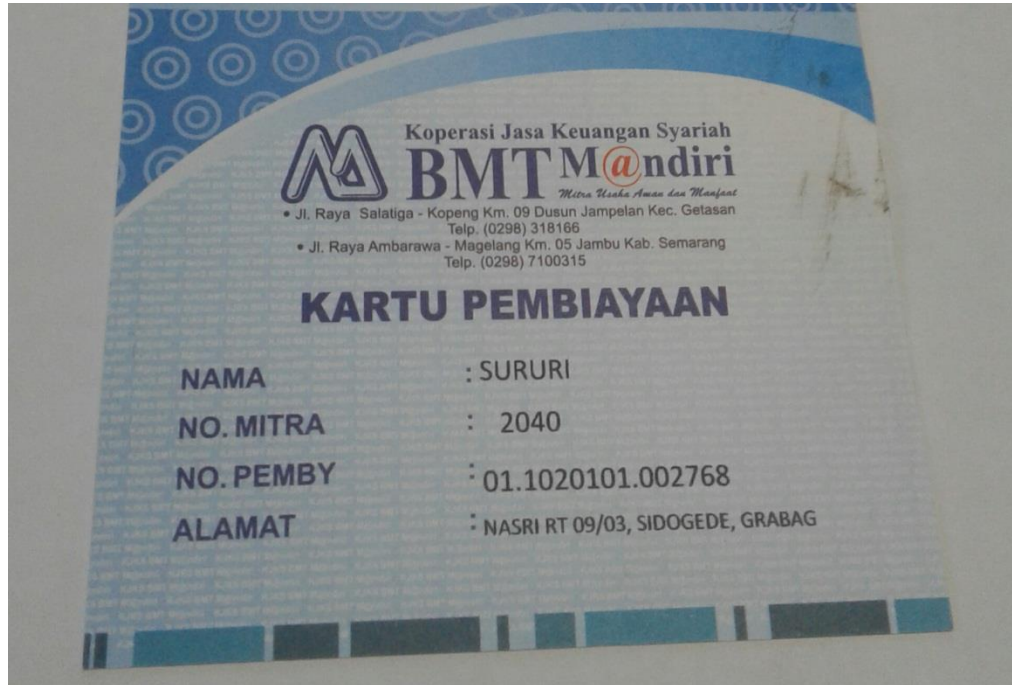 Koperasi Jasa Keuangan Syariah
BMT M@ndiri
Mitra Usaha Aman dan Manfaat
• Jl. Raya Salatiga - Kopeng Km. 09 Dusun Jampelan Kec. Getasan
Telp. (0298) 318166
• Jl. Raya Ambarawa - Magelang Km. 05 Jambu Kab. Semarang
Telp. (0298) 7100315
KARTU PEMBIAYAAN
NAMA : SURURI
NO. MITRA : 2040
NO. PEMBY : 01.1020101.002768
ALAMAT : NASRI RT 09/03, SIDOGEDE, GRABAG